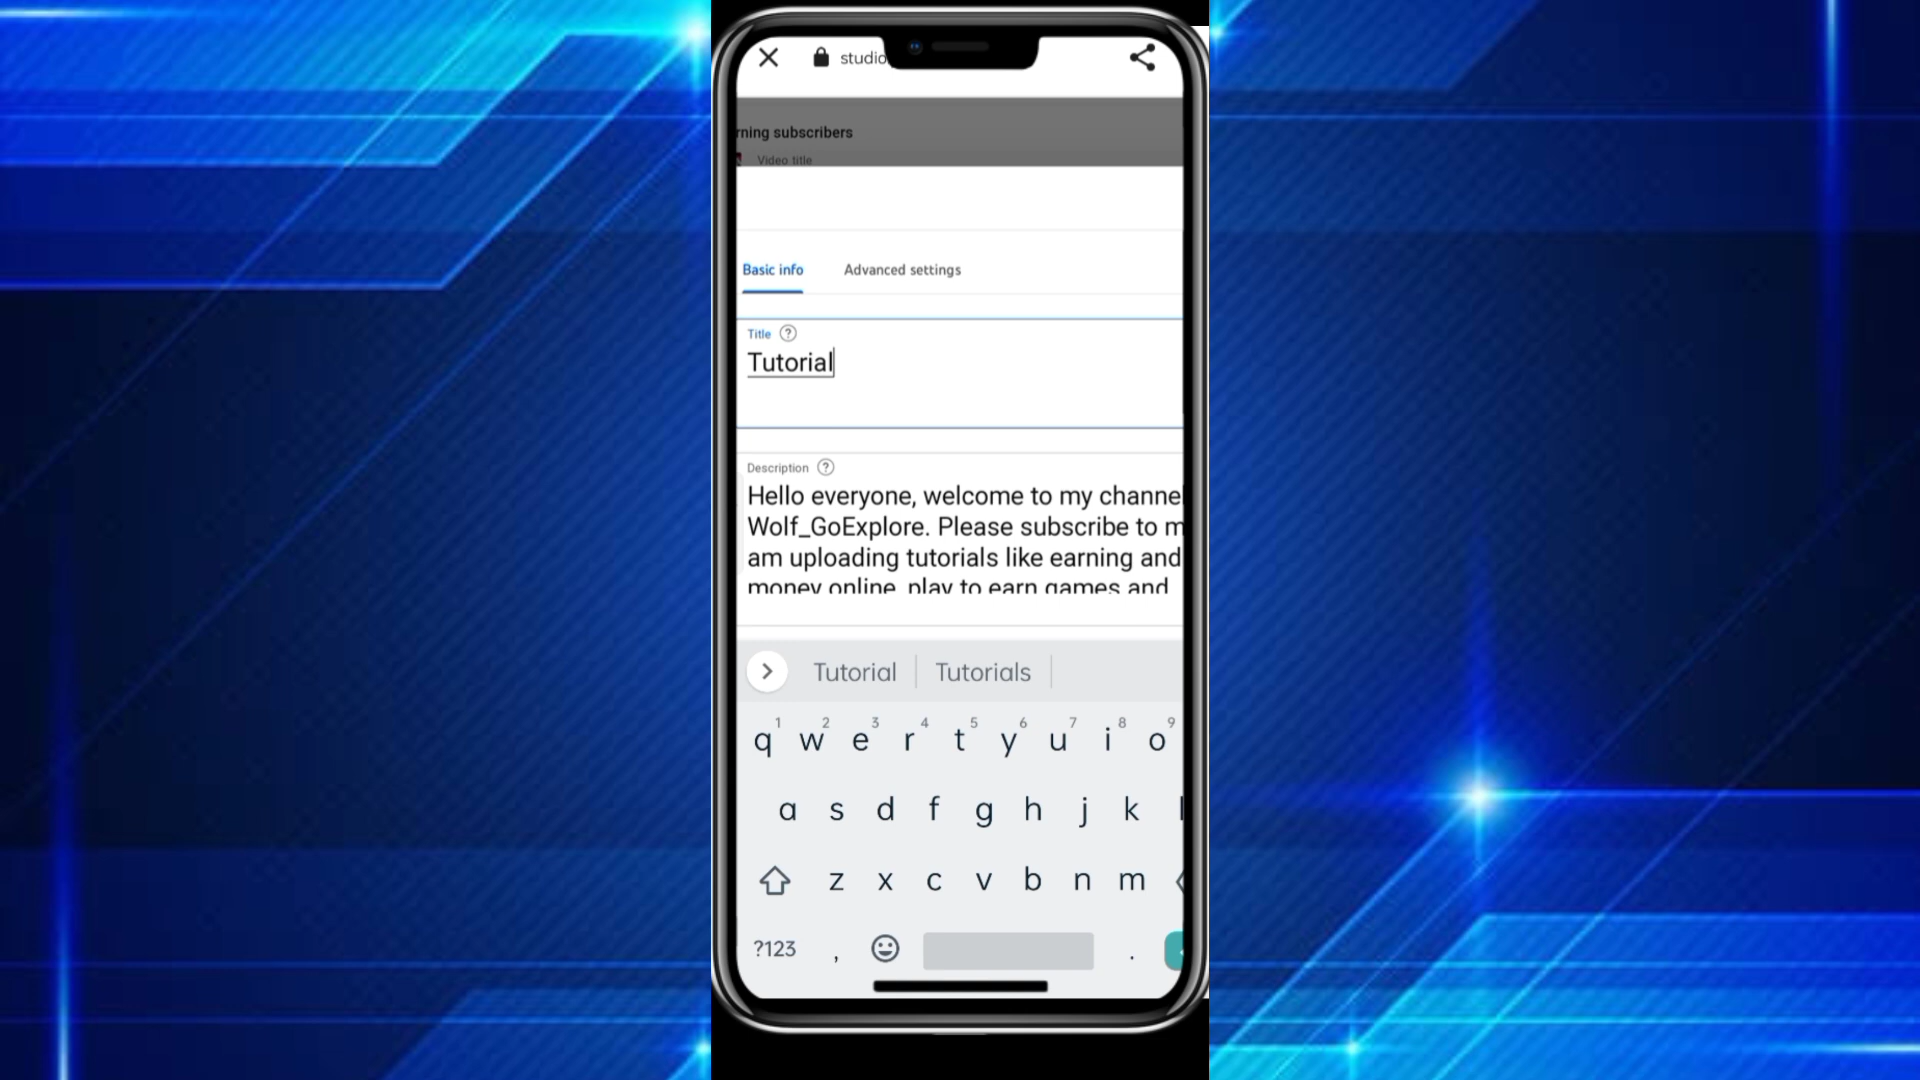 studio
rning subscribers
Video title
Basic info Advanced settings
Title ?
Tutorial
Description ?
Hello everyone, welcome to my channel
Wolf_GoExplore. Please subscribe to m
am uploading tutorials like earning and
money online, play to earn games and
Tutorial Tutorials
1 2 3 4 5 6 7 8 9
q w e r t y u i o
a s d f g h j k l
z x c v b n m
?123 , .